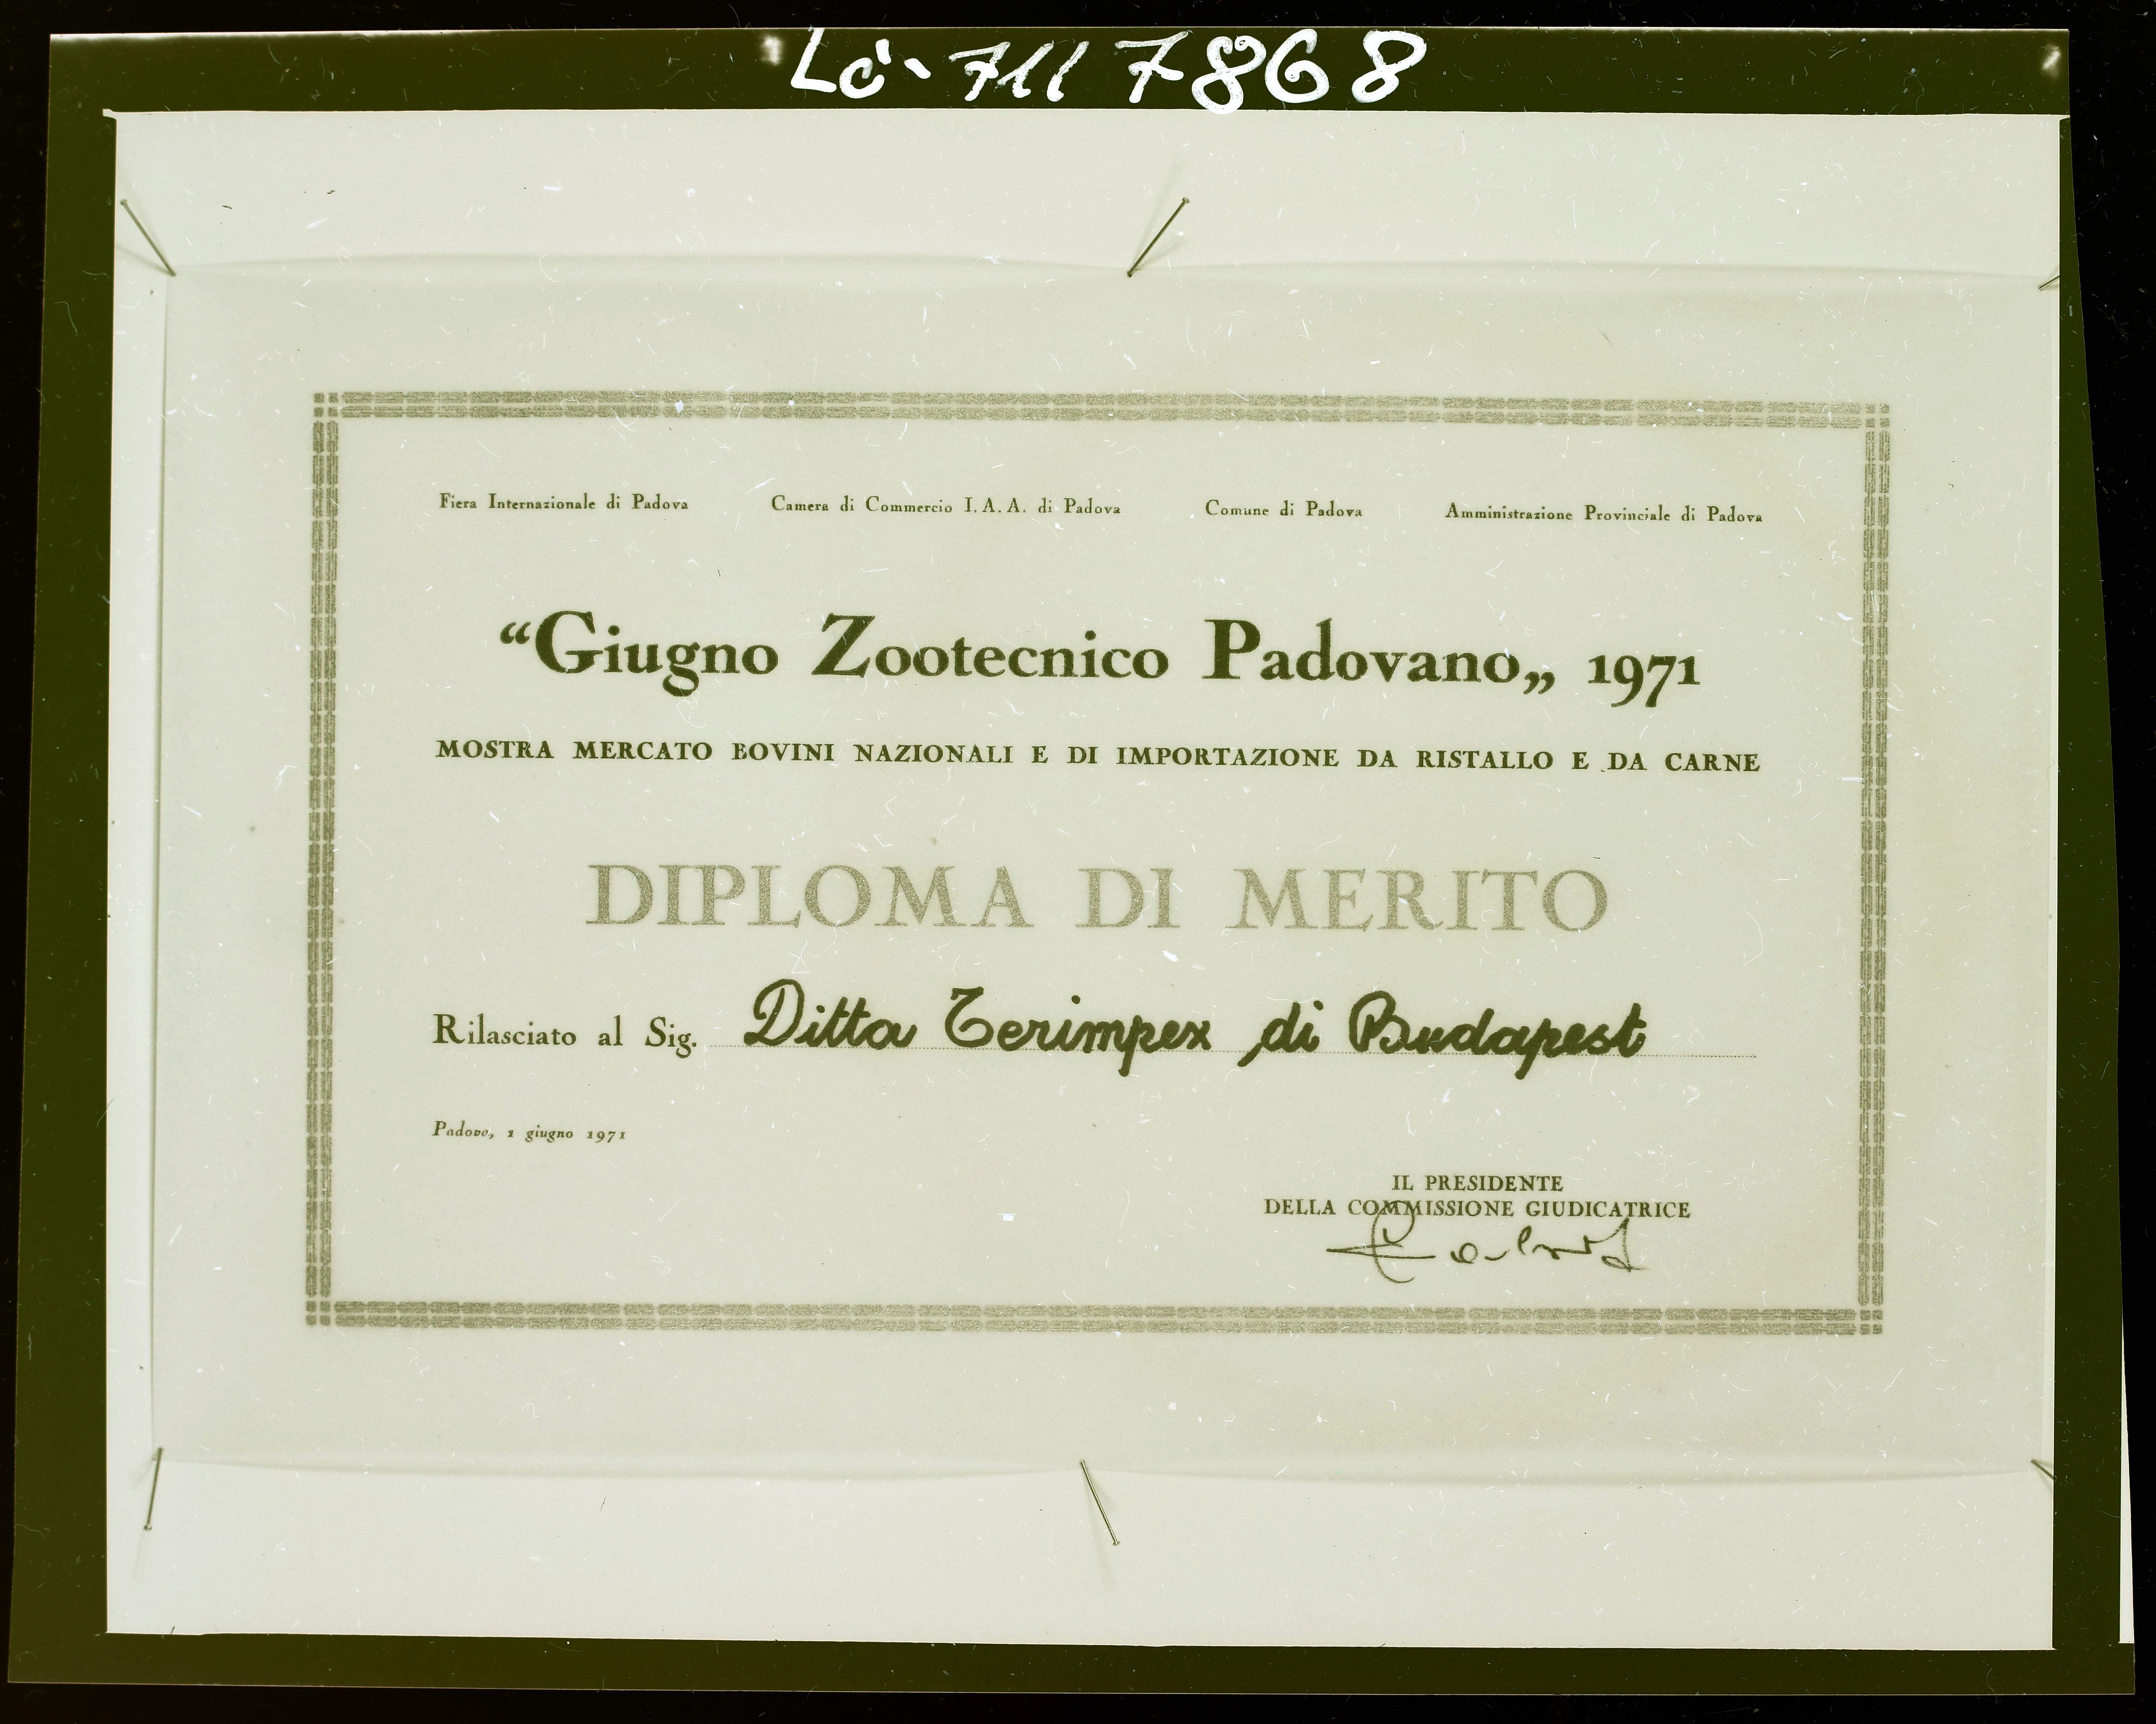 Lc-711 7868
Fiera Internazionale di Padova Camera di Commercio I. A. A. di Padova Comune di Padova Amministrazione Provinciale di Padova
“Giugno Zootecnico Padovano„ 1971
MOSTRA MERCATO BOVINI NAZIONALI E DI IMPORTAZIONE DA RISTALLO E DA CARNE
DIPLOMA DI MERITO
Rilasciato al Sig. Ditta Terimpex di Budapest
Padova, 1 giugno 1971
IL PRESIDENTE
DELLA COMMISSIONE GIUDICATRICE